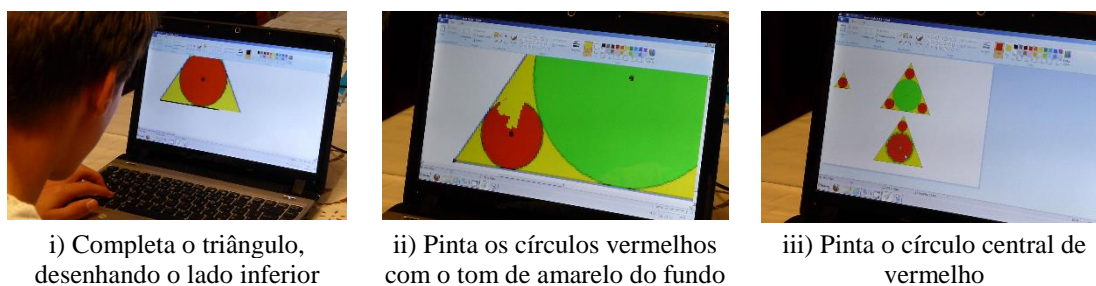 i) Completa o triângulo,
desenhando o lado inferior
ii) Pinta os círculos vermelhos
com o tom de amarelo do fundo
iii) Pinta o círculo central de
vermelho